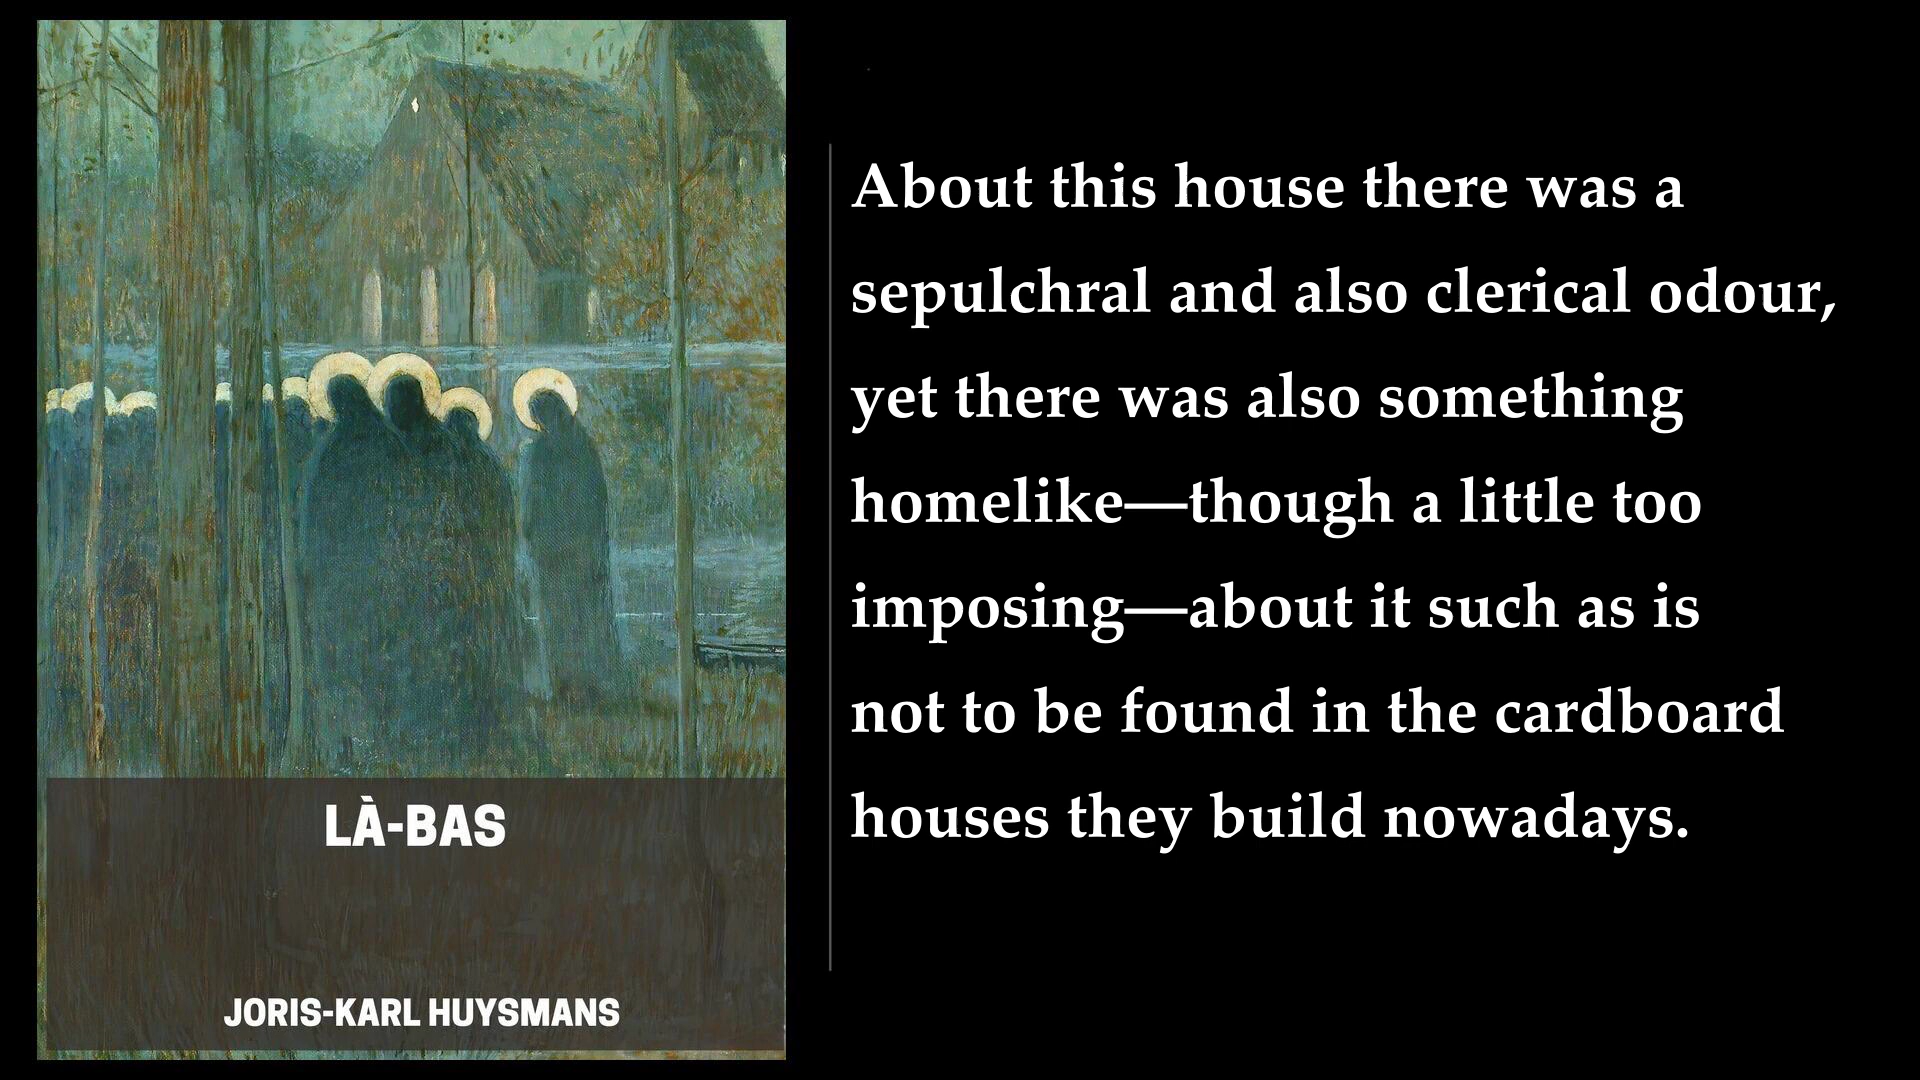 LÀ-BAS
JORIS-KARL HUYSMANS
About this house there was a
sepulchral and also clerical odour,
yet there was also something
homelike—though a little too
imposing—about it such as is
not to be found in the cardboard
houses they build nowadays.